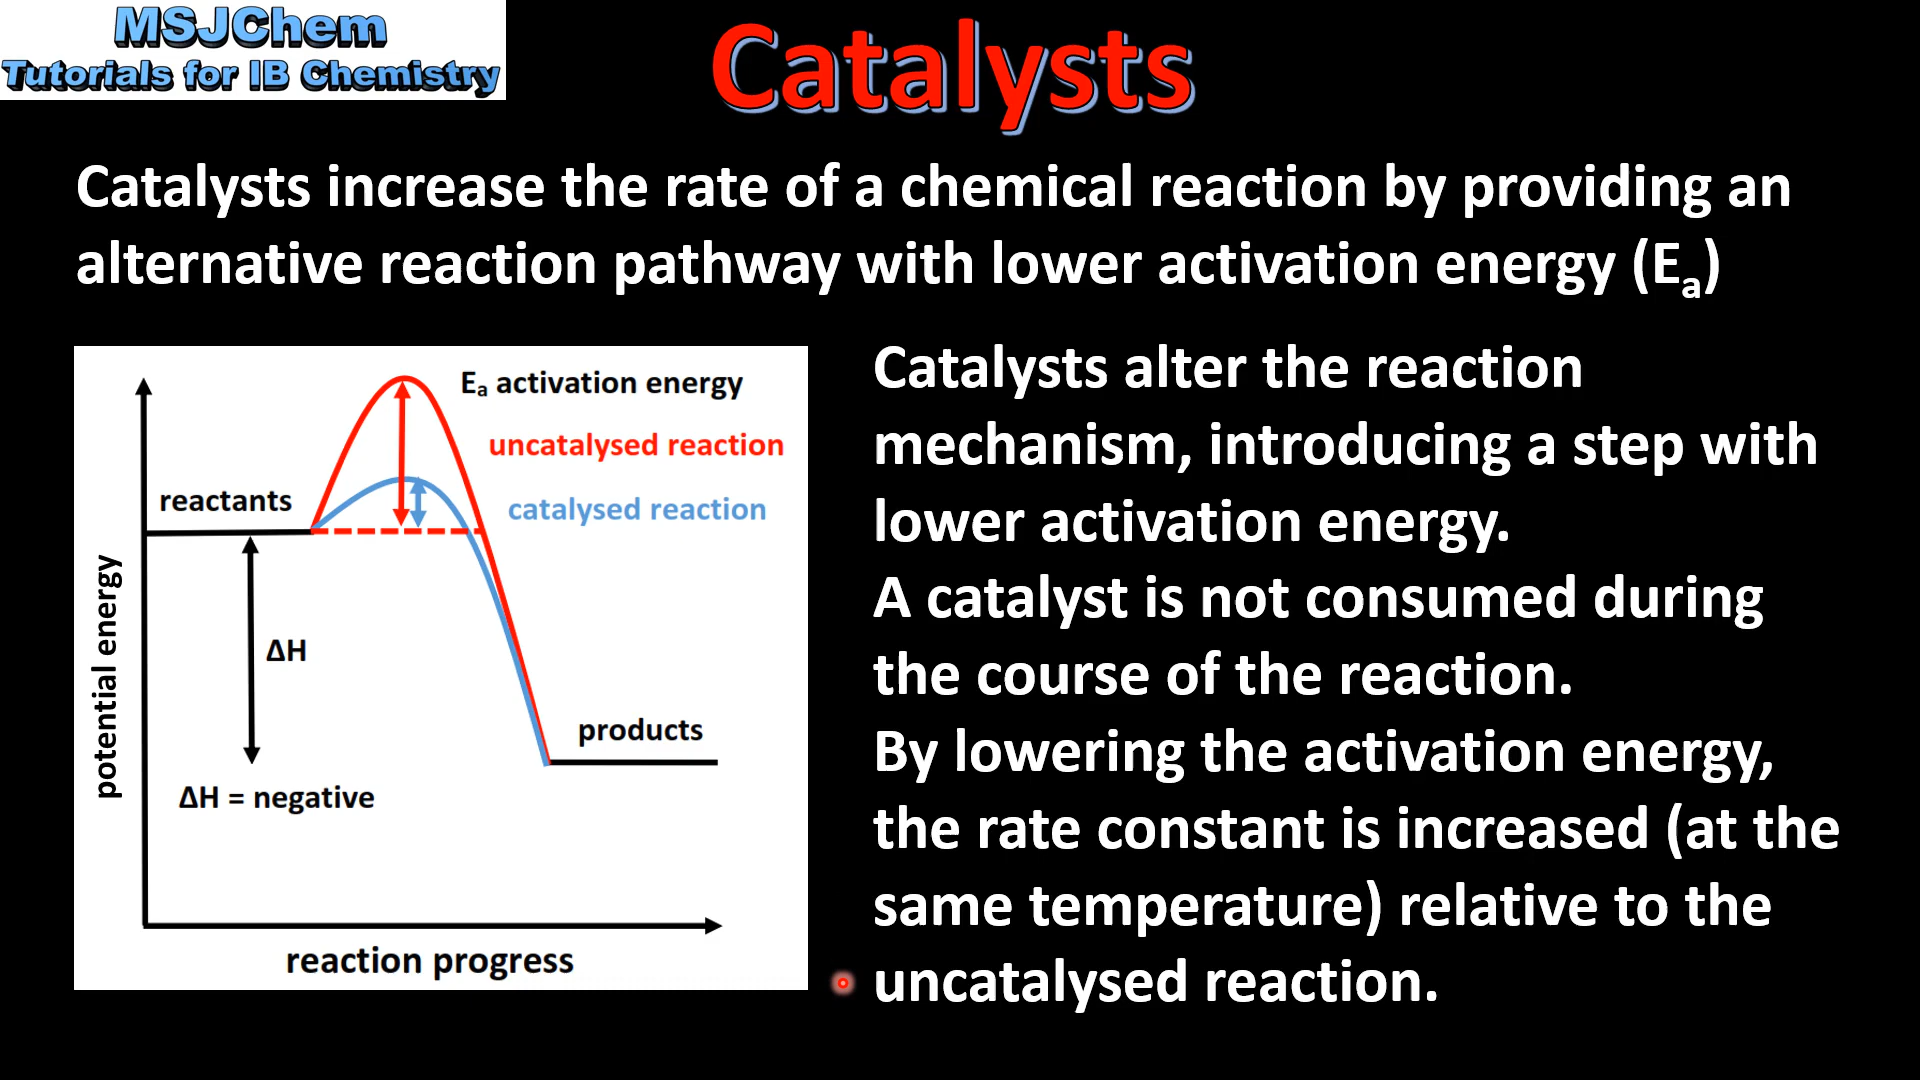 MSJChem
Tutorials for IB Chemistry
Catalysts
Catalysts increase the rate of a chemical reaction by providing an
alternative reaction pathway with lower activation energy (Eₐ)
Eₐ activation energy
uncatalysed reaction
catalysed reaction
reactants
ΔH
products
ΔH = negative
potential energy
reaction progress
Catalysts alter the reaction
mechanism, introducing a step with
lower activation energy.
A catalyst is not consumed during
the course of the reaction.
By lowering the activation energy,
the rate constant is increased (at the
same temperature) relative to the
uncatalysed reaction.